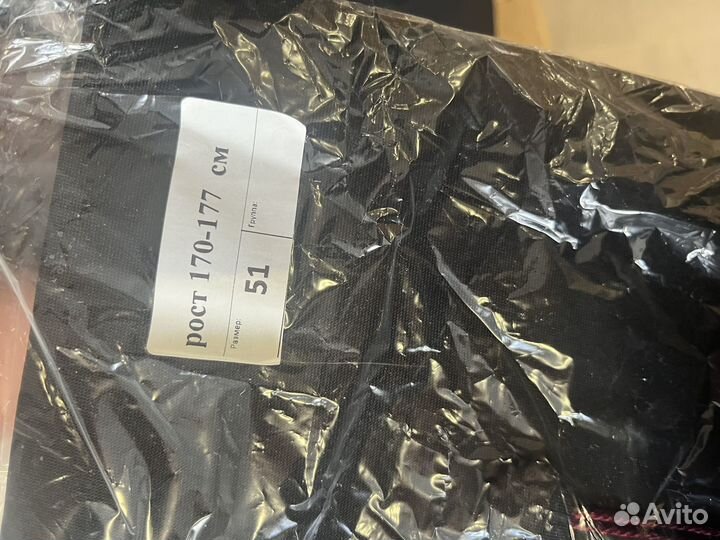 рост 170-177 см
Размер:
Группа:
51
Avito